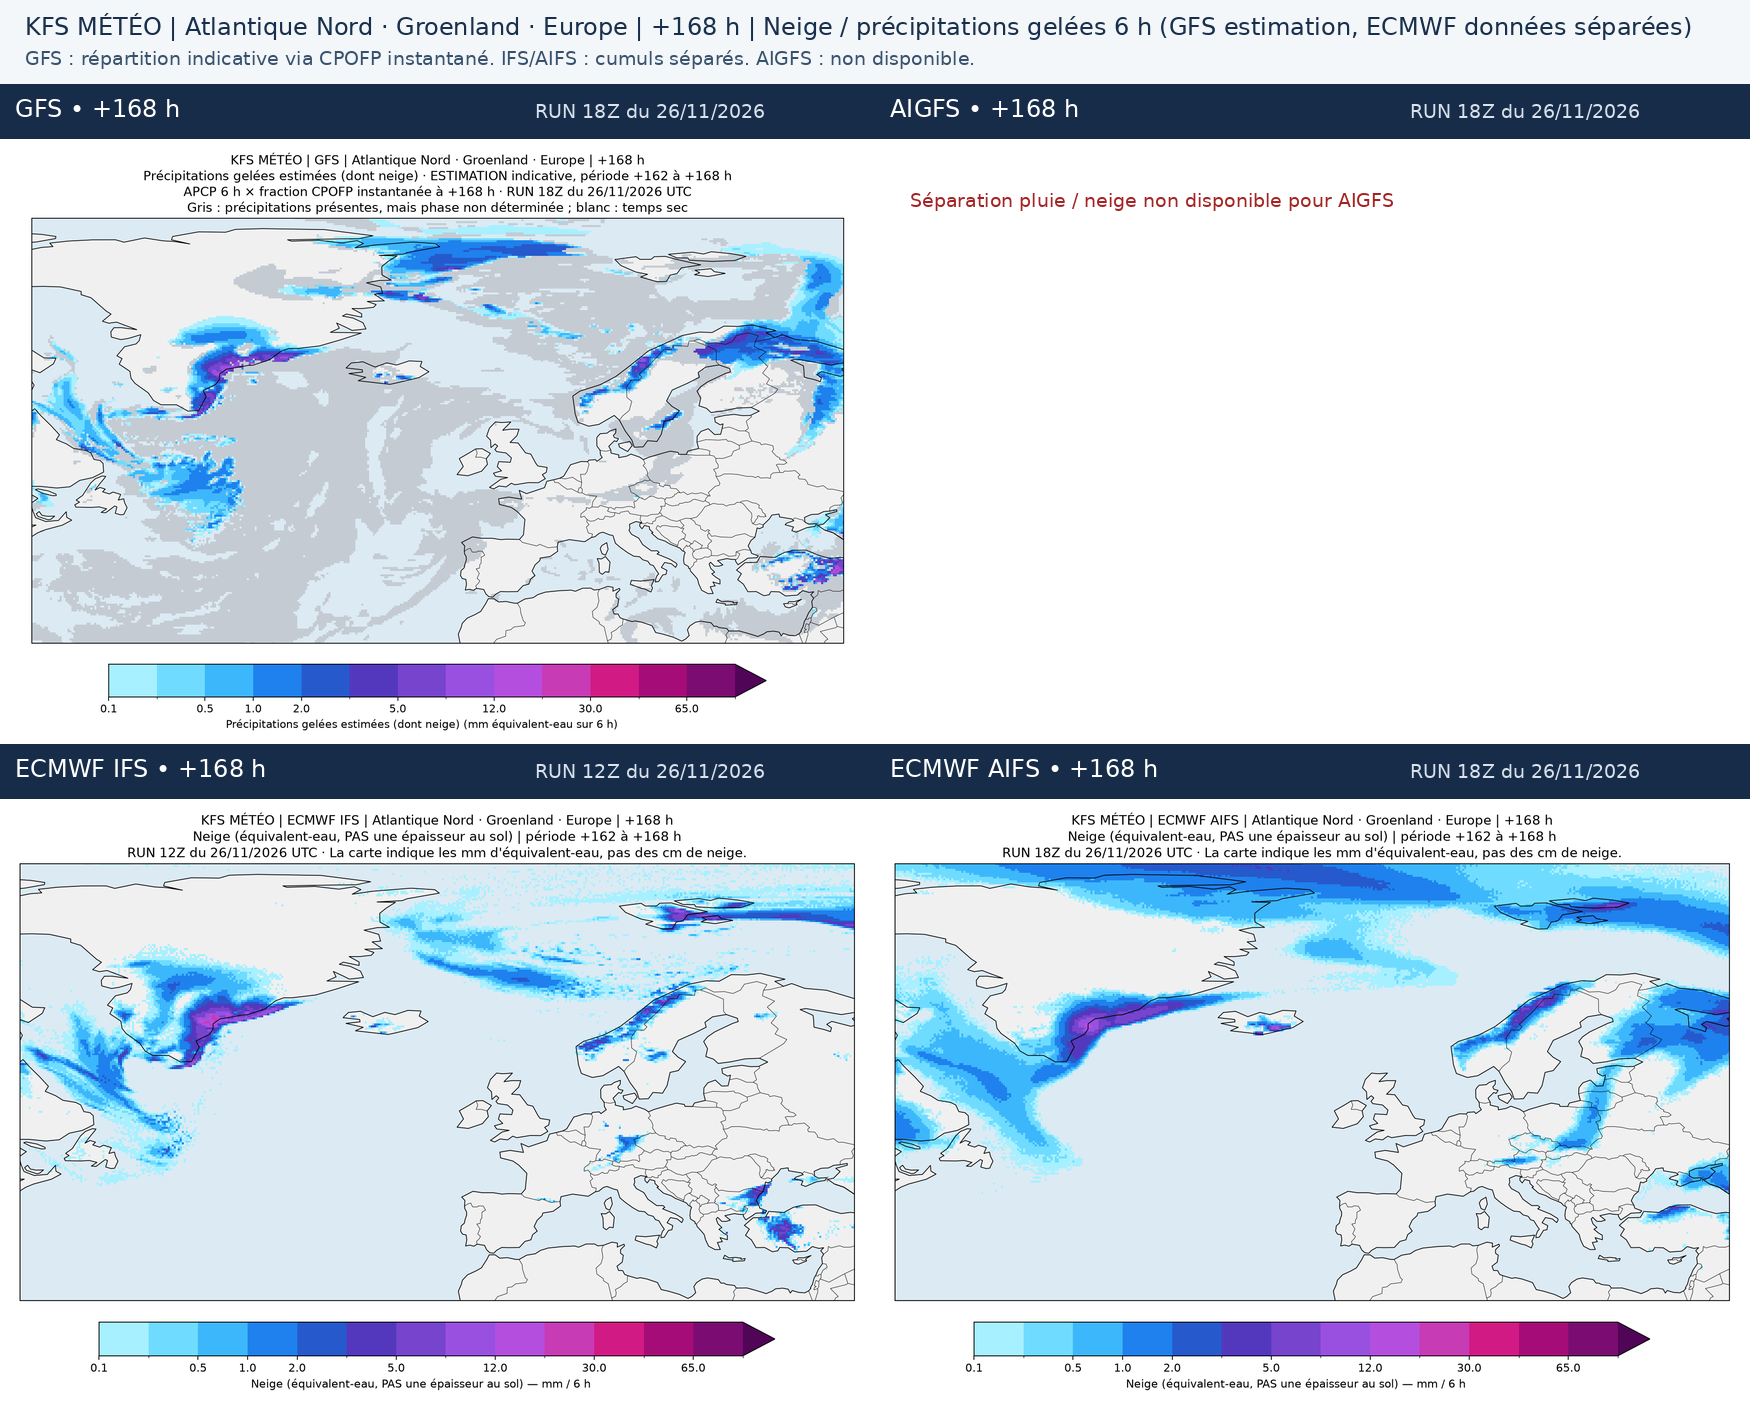 KFS MÉTÉO | Atlantique Nord · Groenland · Europe | +168 h | Neige / précipitations gelées 6 h (GFS estimation, ECMWF données séparées)
GFS : répartition indicative via CPOFP instantané. IFS/AIFS : cumuls séparés. AIGFS : non disponible.
GFS • +168 h
RUN 18Z du 26/11/2026
AIGFS • +168 h
RUN 18Z du 26/11/2026
KFS MÉTÉO | GFS | Atlantique Nord · Groenland · Europe | +168 h
Précipitations gelées estimées (dont neige) · ESTIMATION indicative, période +162 à +168 h
APCP 6 h × fraction CPOFP instantanée à +168 h · RUN 18Z du 26/11/2026 UTC
Gris : précipitations présentes, mais phase non déterminée ; blanc : temps sec
Séparation pluie / neige non disponible pour AIGFS
0.1 0.5 1.0 2.0 5.0 12.0 30.0 65.0
Précipitations gelées estimées (dont neige) (mm équivalent-eau sur 6 h)
ECMWF IFS • +168 h
RUN 12Z du 26/11/2026
ECMWF AIFS • +168 h
RUN 18Z du 26/11/2026
KFS MÉTÉO | ECMWF IFS | Atlantique Nord · Groenland · Europe | +168 h
Neige (équivalent-eau, PAS une épaisseur au sol) | période +162 à +168 h
RUN 12Z du 26/11/2026 UTC · La carte indique les mm d'équivalent-eau, pas des cm de neige.
KFS MÉTÉO | ECMWF AIFS | Atlantique Nord · Groenland · Europe | +168 h
Neige (équivalent-eau, PAS une épaisseur au sol) | période +162 à +168 h
RUN 18Z du 26/11/2026 UTC · La carte indique les mm d'équivalent-eau, pas des cm de neige.
0.1 0.5 1.0 2.0 5.0 12.0 30.0 65.0
Neige (équivalent-eau, PAS une épaisseur au sol) — mm / 6 h
0.1 0.5 1.0 2.0 5.0 12.0 30.0 65.0
Neige (équivalent-eau, PAS une épaisseur au sol) — mm / 6 h